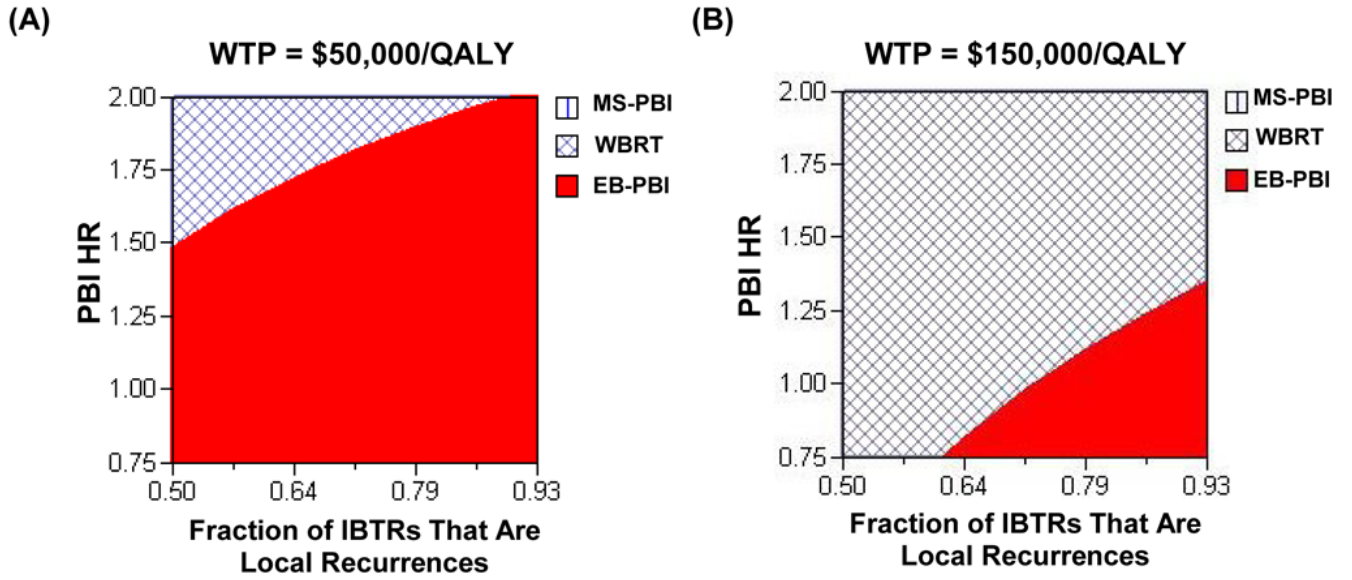 (A)
WTP = $50,000/QALY
2.00
1.75
1.50
1.25
1.00
0.75
PBI HR
0.50
0.64
0.79
0.93
Fraction of IBTRs That Are
Local Recurrences
MS-PBI
WBRT
EB-PBI
(B)
WTP = $150,000/QALY
2.00
1.75
1.50
1.25
1.00
0.75
PBI HR
0.50
0.64
0.79
0.93
Fraction of IBTRs That Are
Local Recurrences
MS-PBI
WBRT
EB-PBI